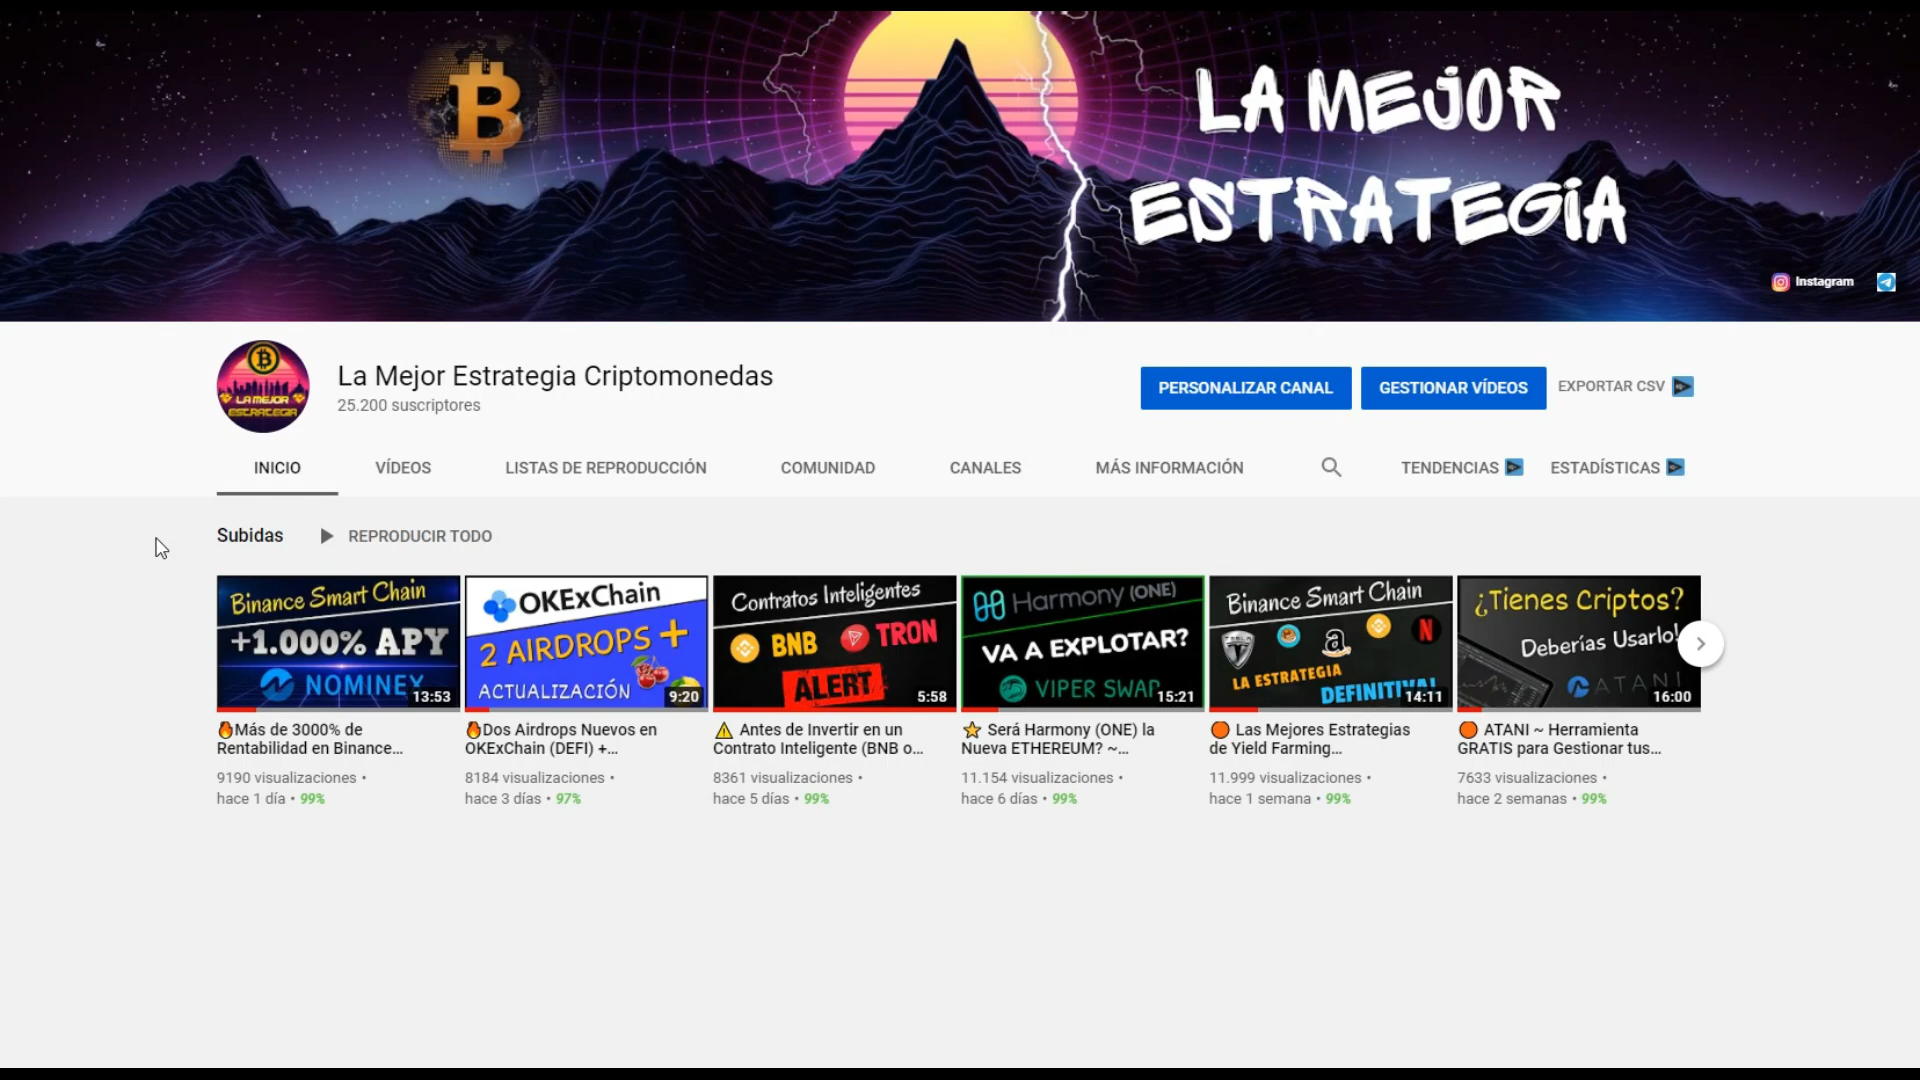 LA MEJOR
ESTRATEGIA
Instagram
LA MEJOR
ESTRATEGIA
La Mejor Estrategia Criptomonedas
25.200 suscriptores
PERSONALIZAR CANAL
GESTIONAR VÍDEOS
EXPORTAR CSV
INICIO
VÍDEOS
LISTAS DE REPRODUCCIÓN
COMUNIDAD
CANALES
MÁS INFORMACIÓN
TENDENCIAS
ESTADÍSTICAS
Subidas
REPRODUCIR TODO
Binance Smart Chain
+1.000% APY
NOMINEX
13:53
🔥Más de 3000% de
Rentabilidad en Binance...
9190 visualizaciones •
hace 1 día • 99%
OKExChain
2 AIRDROPS +
ACTUALIZACIÓN
9:20
🔥Dos Airdrops Nuevos en
OKExChain (DEFI) +...
8184 visualizaciones •
hace 3 días • 97%
Contratos Inteligentes
BNB TRON
ALERT
5:58
⚠️ Antes de Invertir en un
Contrato Inteligente (BNB o...
8361 visualizaciones •
hace 5 días • 99%
Harmony (ONE)
VA A EXPLOTAR?
VIPER SWAP
15:21
⭐ Será Harmony (ONE) la
Nueva ETHEREUM? ~...
11.154 visualizaciones •
hace 6 días • 99%
Binance Smart Chain
LA ESTRATEGIA
DEFINITIVA!
14:11
🟠 Las Mejores Estrategias
de Yield Farming...
11.999 visualizaciones •
hace 1 semana • 99%
¿Tienes Criptos?
Deberías Usarlo!
ATANI
16:00
🟠 ATANI ~ Herramienta
GRATIS para Gestionar tus...
7633 visualizaciones •
hace 2 semanas • 99%